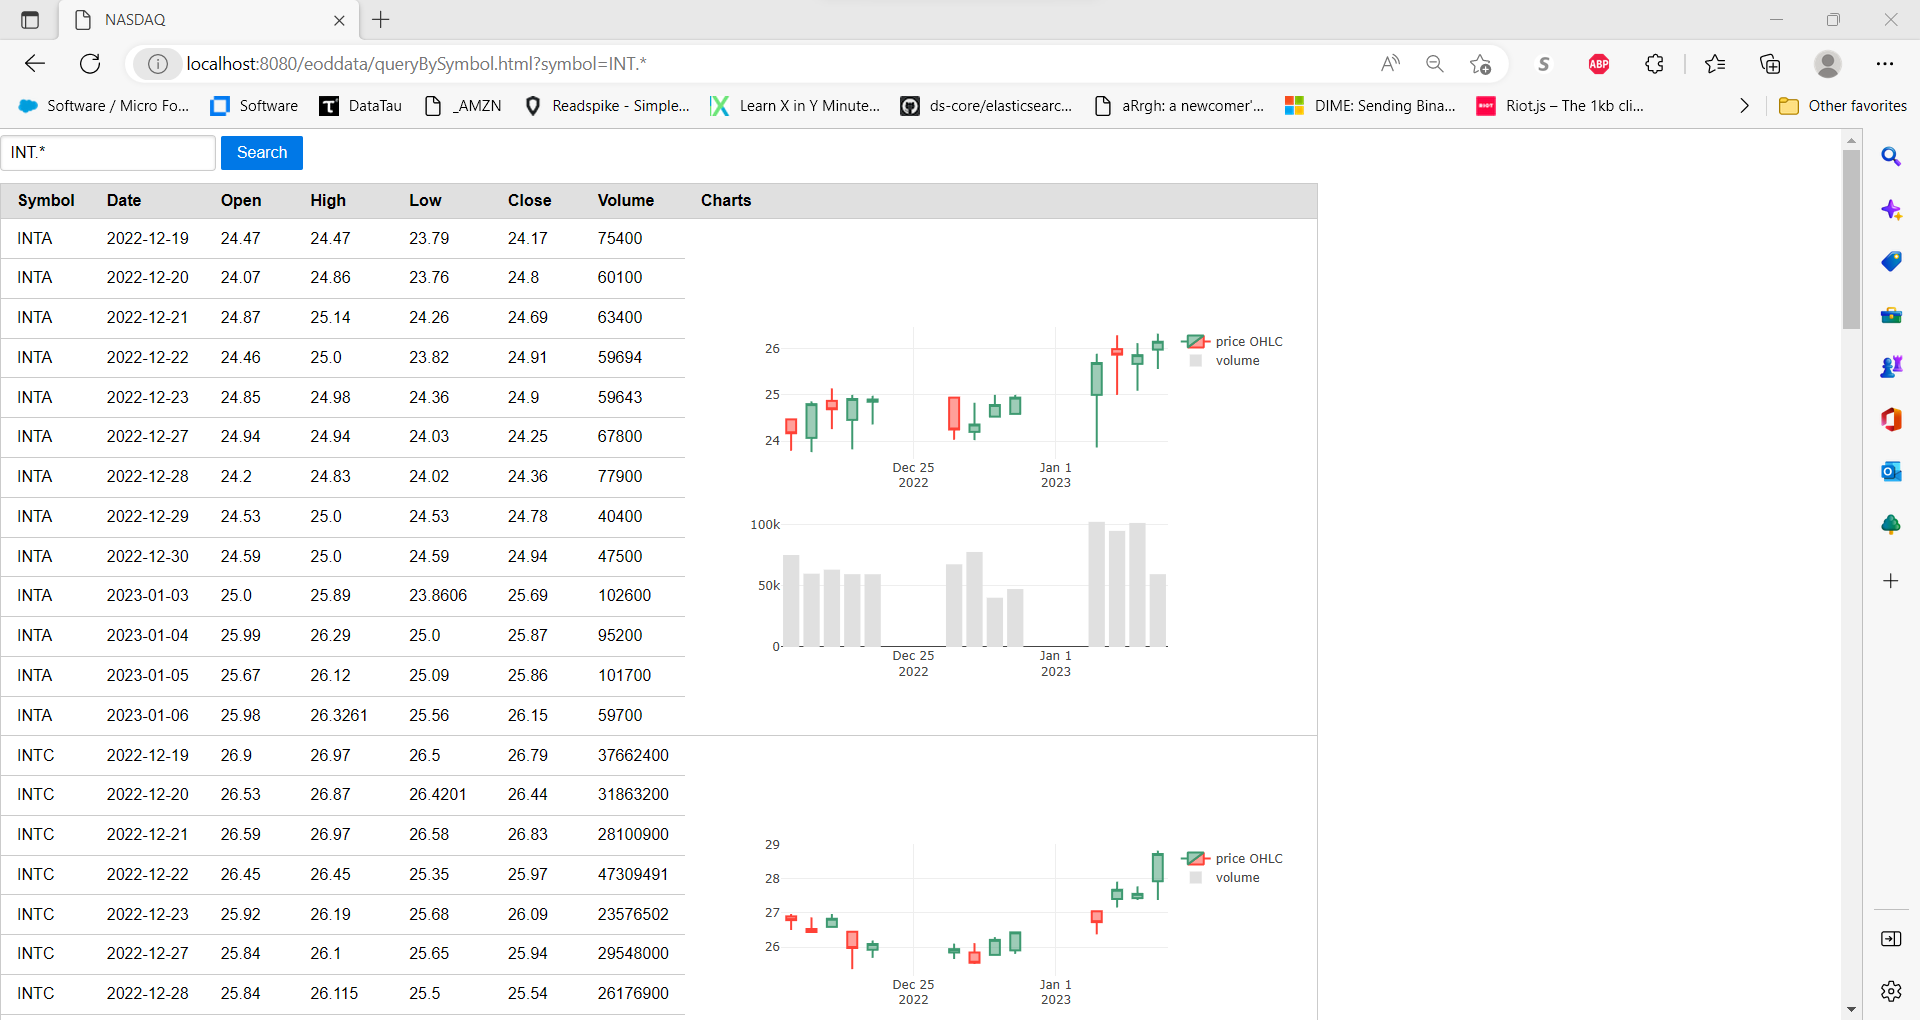 NASDAQ
localhost:8080/eoddata/queryBySymbol.html?symbol=INT.*
Software / Micro Fo... Software DataTau _AMZN Readspike - Simple... Learn X in Y Minute... ds-core/elasticsearc... aRrgh: a newcomer'... DIME: Sending Bina... Riot.js – The 1kb cli... Other favorites
INT.* Search
Symbol Date Open High Low Close Volume Charts
INTA 2022-12-19 24.47 24.47 23.79 24.17 75400
INTA 2022-12-20 24.07 24.86 23.76 24.8 60100
INTA 2022-12-21 24.87 25.14 24.26 24.69 63400
INTA 2022-12-22 24.46 25.0 23.82 24.91 59694
INTA 2022-12-23 24.85 24.98 24.36 24.9 59643
INTA 2022-12-27 24.94 24.94 24.03 24.25 67800
INTA 2022-12-28 24.2 24.83 24.02 24.36 77900
INTA 2022-12-29 24.53 25.0 24.53 24.78 40400
INTA 2022-12-30 24.59 25.0 24.59 24.94 47500
INTA 2023-01-03 25.0 25.89 23.8606 25.69 102600
INTA 2023-01-04 25.99 26.29 25.0 25.87 95200
INTA 2023-01-05 25.67 26.12 25.09 25.86 101700
INTA 2023-01-06 25.98 26.3261 25.56 26.15 59700
26
25
24
Dec 25
2022
Jan 1
2023
price OHLC
volume
100k
50k
0
Dec 25
2022
Jan 1
2023
INTC 2022-12-19 26.9 26.97 26.5 26.79 37662400
INTC 2022-12-20 26.53 26.87 26.4201 26.44 31863200
INTC 2022-12-21 26.59 26.97 26.58 26.83 28100900
INTC 2022-12-22 26.45 26.45 25.35 25.97 47309491
INTC 2022-12-23 25.92 26.19 25.68 26.09 23576502
INTC 2022-12-27 25.84 26.1 25.65 25.94 29548000
INTC 2022-12-28 25.84 26.115 25.5 25.54 26176900
29
28
27
26
Dec 25
2022
Jan 1
2023
price OHLC
volume